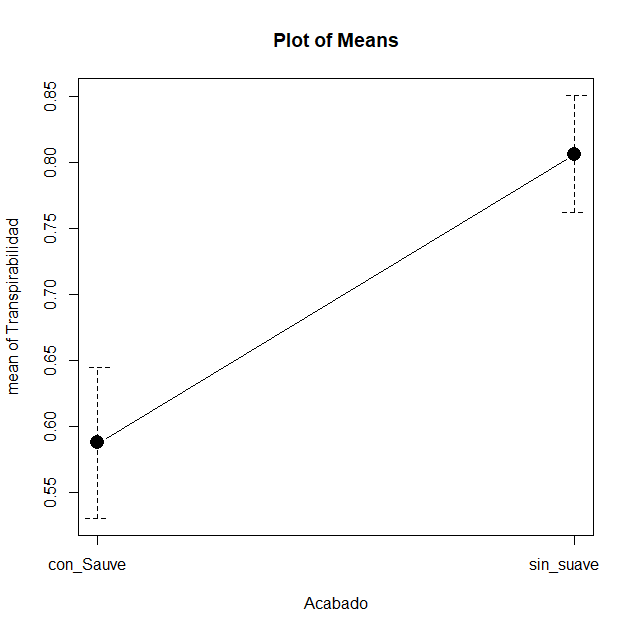 Plot of Means
mean of Transpirabilidad
0.85
0.80
0.75
0.70
0.65
0.60
0.55
con_Sauve
sin_suave
Acabado